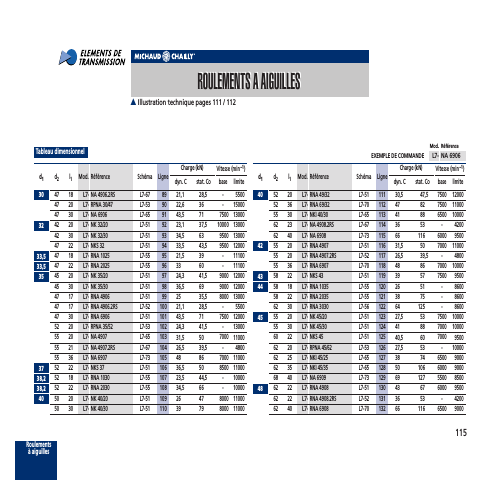 ELEMENTS DE
TRANSMISSION
MICHAUD CHAILLY
ROULEMENTS A AIGUILLES
▲ Illustration technique pages 111 / 112
Tableau dimensionnel
Mod. Référence
EXEMPLE DE COMMANDE L7- NA 6906
d1 d2 l1 Mod. Référence Schéma Ligne Charge (kN) Vitesse (min–1)
dyn. C stat. Co base limite
30 47 18 L7- NA 4906.2RS L7-67 89 21,1 28,5 - 5500
47 20 L7- RPNA 30/47 L7-53 90 22,6 36 - 15000
47 30 L7- NA 6906 L7-65 91 43,5 71 7500 13000
32 42 20 L7- NK 32/20 L7-51 92 23,1 37,5 10000 13000
42 30 L7- NK 32/30 L7-51 93 34,5 63 9500 13000
47 22 L7- NKS 32 L7-51 94 33,5 43,5 9500 12000
33,5 47 18 L7- RNA 1025 L7-55 95 21,5 39 - 11100
33,5 47 22 L7- RNA 2025 L7-55 96 33 60 - 11100
35 45 20 L7- NK 35/20 L7-51 97 24,3 41,5 9000 12000
45 30 L7- NK 35/30 L7-51 98 36,5 69 9000 12000
47 17 L7- RNA 4906 L7-51 99 25 35,5 8000 13000
47 17 L7- RNA 4906.2RS L7-52 100 21,1 28,5 - 5500
47 30 L7- RNA 6906 L7-51 101 43,5 71 7500 12000
52 20 L7- RPNA 35/52 L7-53 102 24,3 41,5 - 13000
55 20 L7- NA 4907 L7-65 103 31,5 50 7000 11000
55 21 L7- NA 4907.2RS L7-67 104 26,5 39,5 - 4800
55 36 L7- NA 6907 L7-73 105 48 86 7000 11000
37 52 22 L7- NKS 37 L7-51 106 36,5 50 8500 11000
38,2 52 18 L7- RNA 1030 L7-55 107 23,5 44,5 - 10000
38,2 52 22 L7- RNA 2030 L7-55 108 34,5 66 - 10000
40 50 20 L7- NK 40/20 L7-51 109 26 47 8000 11000
50 30 L7- NK 40/30 L7-51 110 39 79 8000 11000
d1 d2 l1 Mod. Référence Schéma Ligne Charge (kN) Vitesse (min–1)
dyn. C stat. Co base limite
40 52 20 L7- RNA 49/32 L7-51 111 30,5 47,5 7500 12000
52 36 L7- RNA 69/32 L7-70 112 47 82 7000 11000
55 30 L7- NKI 40/30 L7-65 113 41 88 6500 10000
62 23 L7- NA 4908.2RS L7-67 114 36 53 - 4200
62 40 L7- NA 6908 L7-73 115 66 116 6000 9500
42 55 20 L7- RNA 4907 L7-51 116 31,5 50 7000 11000
55 20 L7- RNA 4907.2RS L7-52 117 26,5 39,5 - 4800
55 36 L7- RNA 6907 L7-70 118 48 86 7000 10000
43 58 22 L7- NKS 43 L7-51 119 39 57 7500 9500
44 58 18 L7- RNA 1035 L7-55 120 26 51 - 8600
58 22 L7- RNA 2035 L7-55 121 38 75 - 8600
62 30 L7- RNA 3030 L7-56 122 64 125 - 8600
45 55 20 L7- NK 45/20 L7-51 123 27,5 53 7500 10000
55 30 L7- NK 45/30 L7-51 124 41 88 7000 10000
60 22 L7- NKS 45 L7-51 125 40,5 60 7000 9500
62 20 L7- RPNA 45/62 L7-53 126 27,5 53 - 10000
62 25 L7- NKI 45/25 L7-65 127 38 74 6500 9000
62 35 L7- NKI 45/35 L7-65 128 50 106 6000 9000
68 40 L7- NA 6909 L7-73 129 69 127 5500 8500
48 62 22 L7- RNA 4908 L7-51 130 43 67 6000 9500
62 22 L7- RNA 4908.2RS L7-52 131 36 53 - 4200
62 40 L7- RNA 6908 L7-70 132 66 116 6500 9000
115
Roulements
à aiguilles